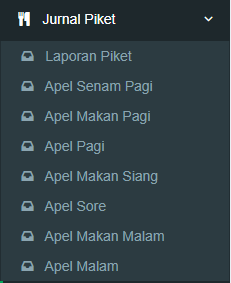 Jurnal Piket
Laporan Piket
Apel Senam Pagi
Apel Makan Pagi
Apel Pagi
Apel Makan Siang
Apel Sore
Apel Makan Malam
Apel Malam